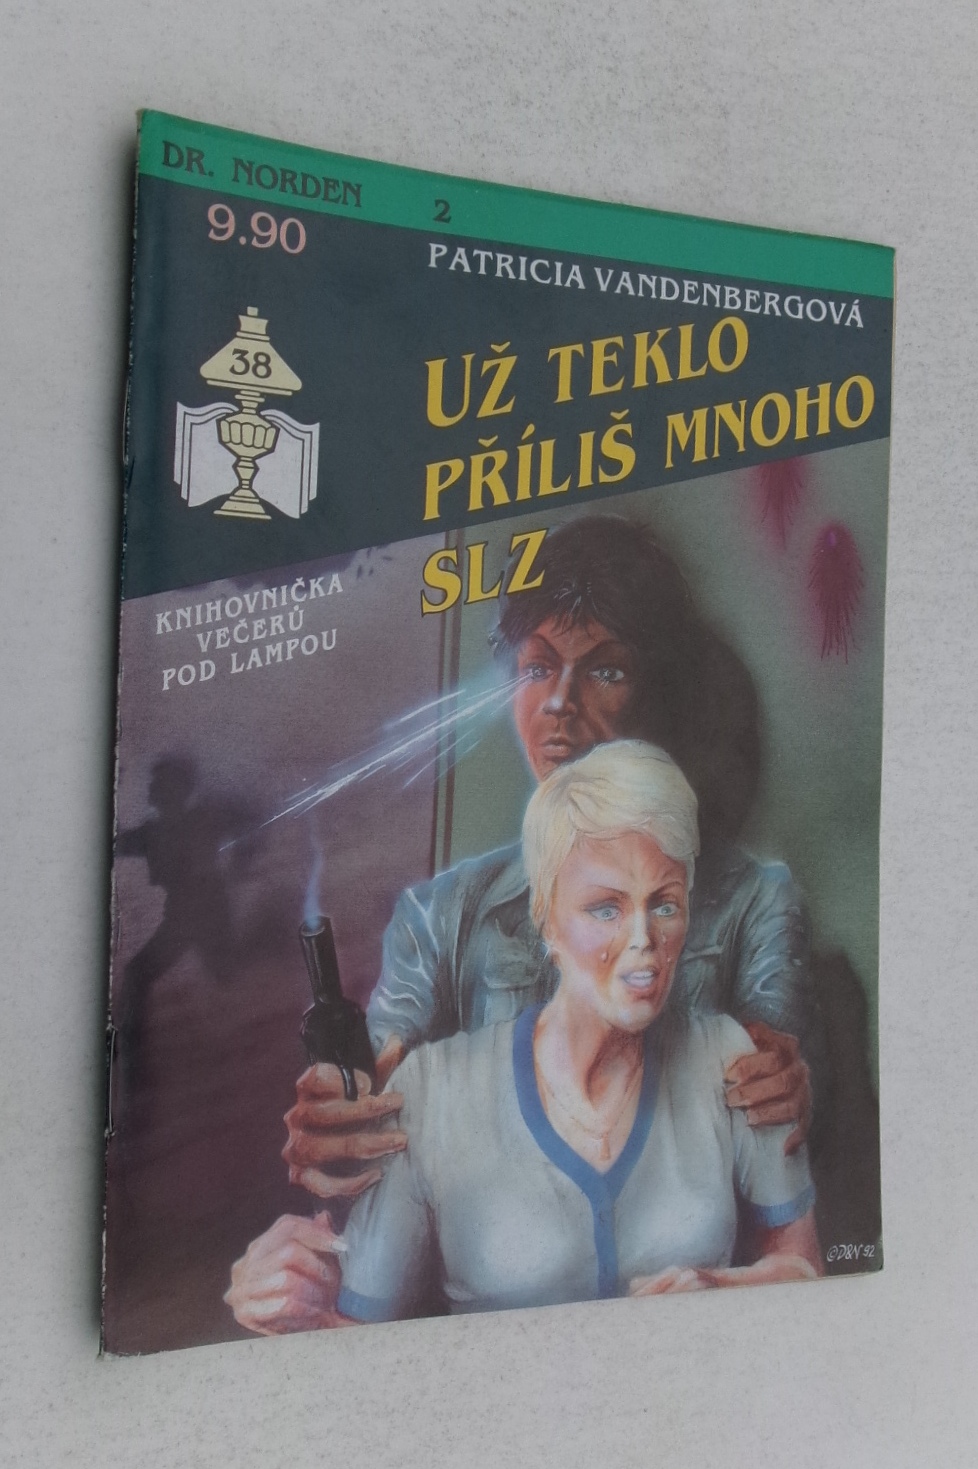 DR. NORDEN 2
9.90
PATRICIA VANDENBERGOVÁ
38
UŽ TEKLO
PŘÍLIŠ MNOHO
SLZ
KNIHOVNIČKA
VEČERŮ
POD LAMPOU
©D&N 92